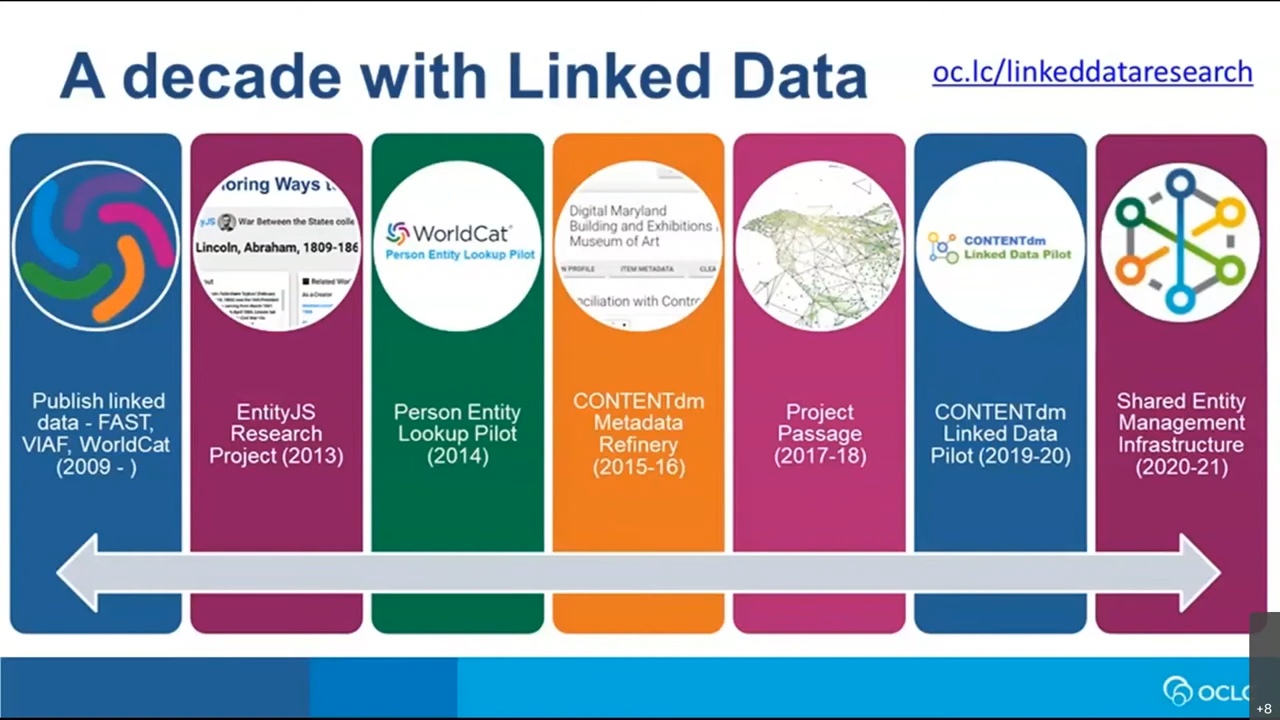 A decade with Linked Data
oc.lc/linkeddataresearch
oring Ways t
yJS War Between the States colle
Lincoln, Abraham, 1809-186
Related Wor
As a Creator
WorldCat
Person Entity Lookup Pilot
Digital Maryland
Building and Exhibitions
Museum of Art
N PROFILE ITEM METADATA CLEA
nciliation with Contro
CONTENTdm
Linked Data Pilot
Publish linked
data - FAST,
VIAF, WorldCat
(2009 - )
EntityJS
Research
Project (2013)
Person Entity
Lookup Pilot
(2014)
CONTENTdm
Metadata
Refinery
(2015-16)
Project
Passage
(2017-18)
CONTENTdm
Linked Data
Pilot (2019-20)
Shared Entity
Management
Infrastructure
(2020-21)
OCLC
+8